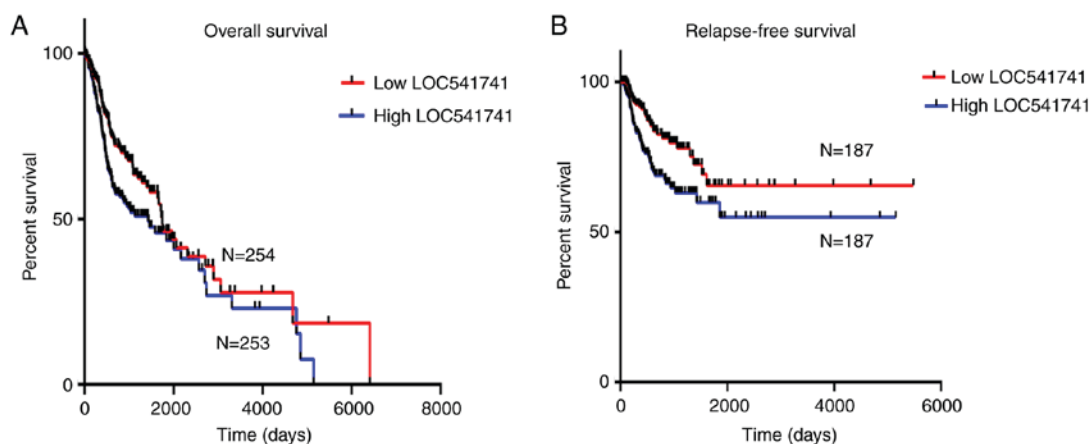 A
Overall survival
100
50
0
Percent survival
Low LOC541741
High LOC541741
N=254
N=253
0 2000 4000 6000 8000
Time (days)
B
Relapse-free survival
100
50
0
Percent survival
Low LOC541741
High LOC541741
N=187
N=187
0 2000 4000 6000
Time (days)